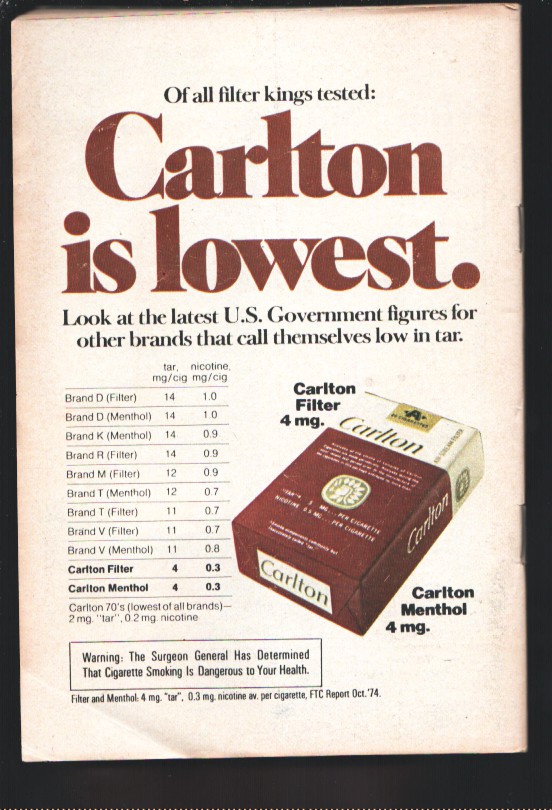 Of all filter kings tested:
Carlton
is lowest.
Look at the latest U.S. Government figures for
other brands that call themselves low in tar.
tar, nicotine,
mg/cig mg/cig
Brand D (Filter) 14 1.0
Brand D (Menthol) 14 1.0
Brand K (Menthol) 14 0.9
Brand R (Filter) 14 0.9
Brand M (Filter) 12 0.9
Brand T (Menthol) 12 0.7
Brand T (Filter) 11 0.7
Brand V (Filter) 11 0.7
Brand V (Menthol) 11 0.8
Carlton Filter 4 0.3
Carlton Menthol 4 0.3
Carlton 70's (lowest of all brands)—
2 mg. "tar", 0.2 mg. nicotine
Carlton
Filter
4 mg.
Carlton
PER CIGARETTE
NICOTINE PER CIGARETTE
Carlton
Carlton
Carlton
Menthol
4 mg.
Warning: The Surgeon General Has Determined
That Cigarette Smoking Is Dangerous to Your Health.
Filter and Menthol: 4 mg. "tar", 0.3 mg. nicotine av. per cigarette, FTC Report Oct. '74.